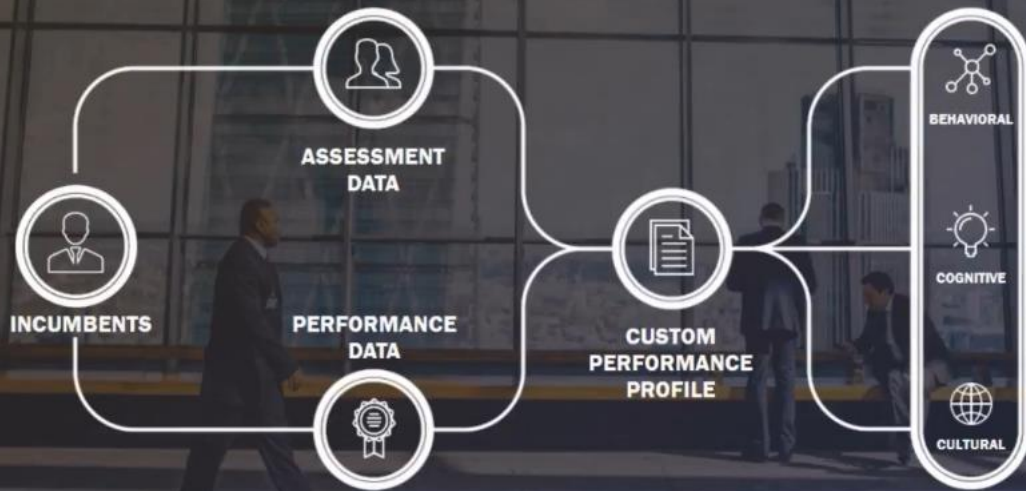 ASSESSMENT
DATA
INCUMBENTS
PERFORMANCE
DATA
CUSTOM
PERFORMANCE
PROFILE
BEHAVIORAL
COGNITIVE
CULTURAL